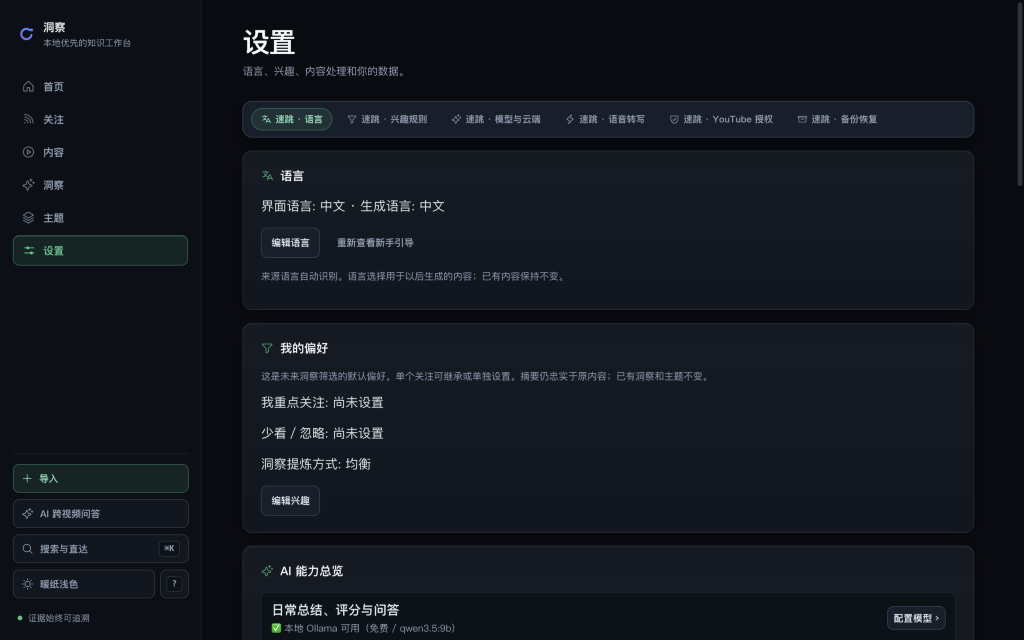 洞察
本地优先的知识工作台
首页
关注
内容
洞察
主题
设置
导入
AI 跨视频问答
搜索与直达 ⌘K
暖纸浅色 ?
证据始终可追溯
设置
语言、兴趣、内容处理和你的数据。
速跳 · 语言 速跳 · 兴趣规则 速跳 · 模型与云端 速跳 · 语音转写 速跳 · YouTube 授权 速跳 · 备份恢复
语言
界面语言: 中文 · 生成语言: 中文
编辑语言 重新查看新手引导
来源语言自动识别。语言选择用于以后生成的内容；已有内容保持不变。
我的偏好
这是未来洞察筛选的默认偏好。单个关注可继承或单独设置。摘要仍忠实于原内容；已有洞察和主题不变。
我重点关注: 尚未设置
少看 / 忽略: 尚未设置
洞察提炼方式: 均衡
编辑兴趣
AI 能力总览
日常总结、评分与问答
✅ 本地 Ollama 可用（免费 / qwen3.5:9b）
配置模型 ›